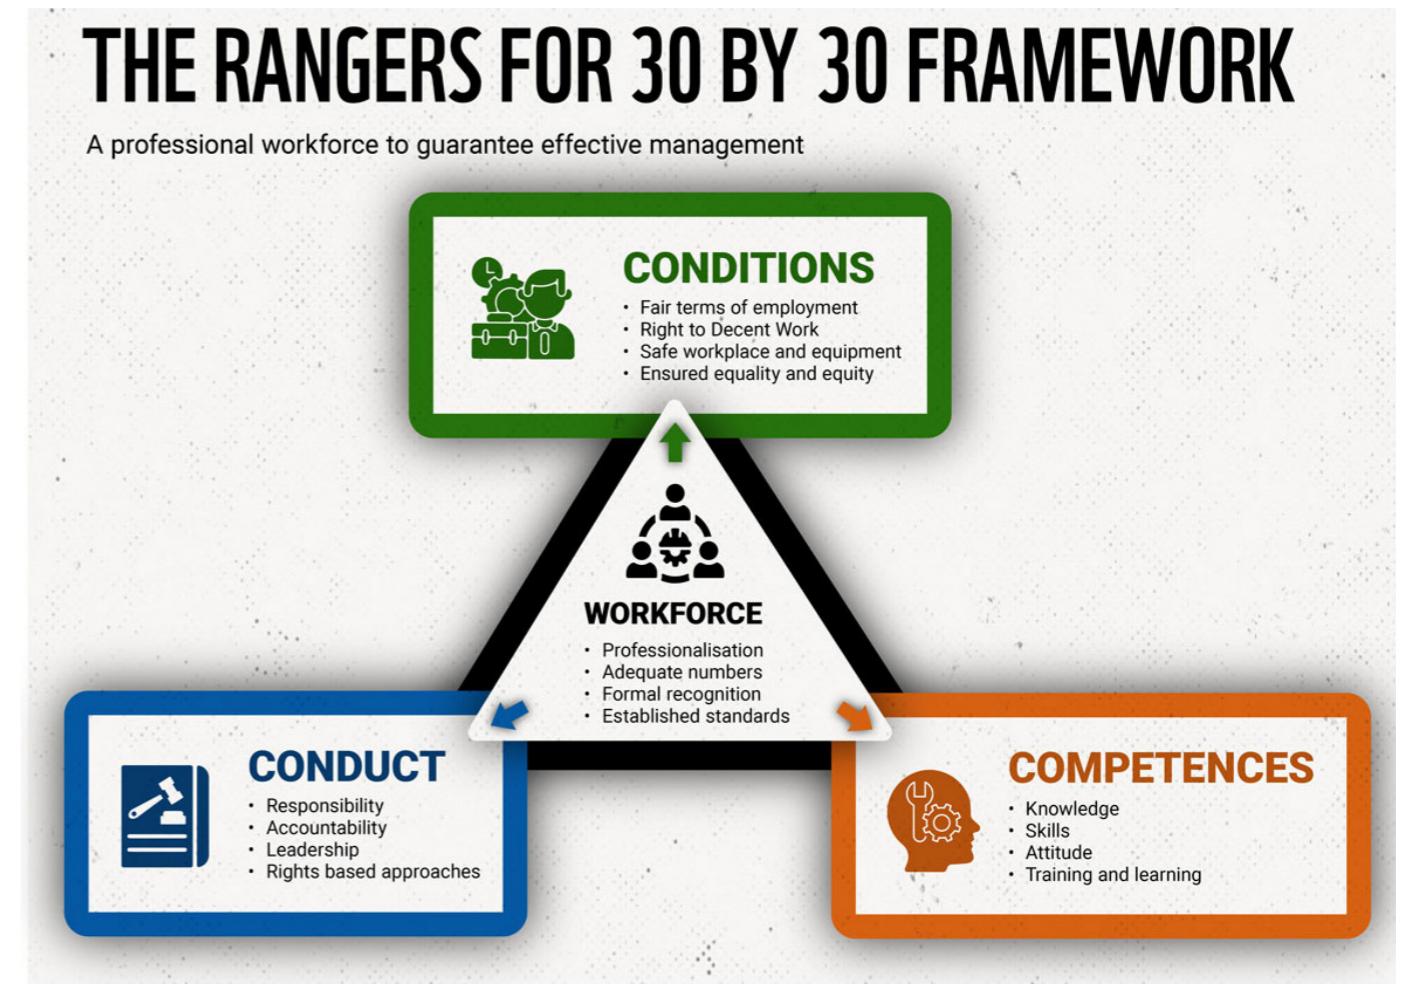 THE RANGERS FOR 30 BY 30 FRAMEWORK
A professional workforce to guarantee effective management
CONDITIONS
• Fair terms of employment
• Right to Decent Work
• Safe workplace and equipment
• Ensured equality and equity
WORKFORCE
• Professionalisation
• Adequate numbers
• Formal recognition
• Established standards
CONDUCT
• Responsibility
• Accountability
• Leadership
• Rights based approaches
COMPETENCES
• Knowledge
• Skills
• Attitude
• Training and learning